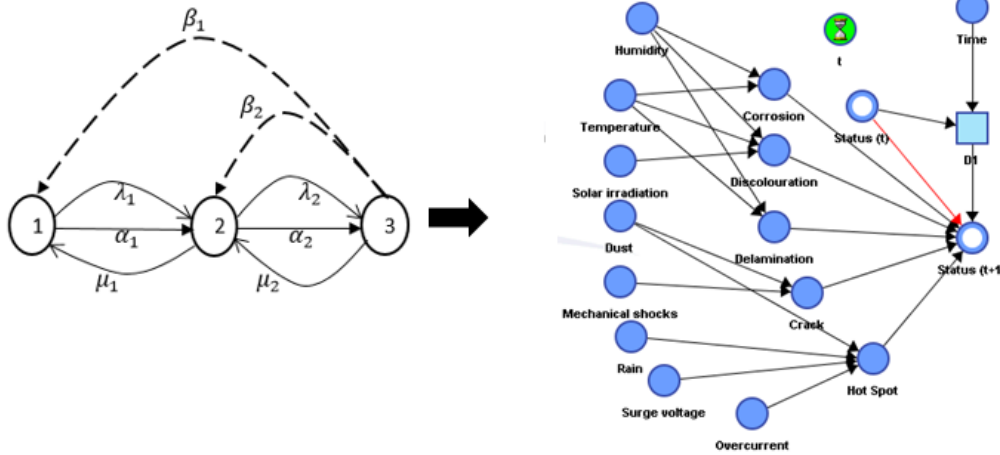 β₁
β₂
1
λ₁
2
λ₂
3
α₁
α₂
μ₁
μ₂
Humidity
t
Time
Temperature
Corrosion
Status (t)
D1
Solar irradiation
Discolouration
Dust
Delamination
Status (t+1
Mechanical shocks
Crack
Rain
Hot Spot
Surge voltage
Overcurrent